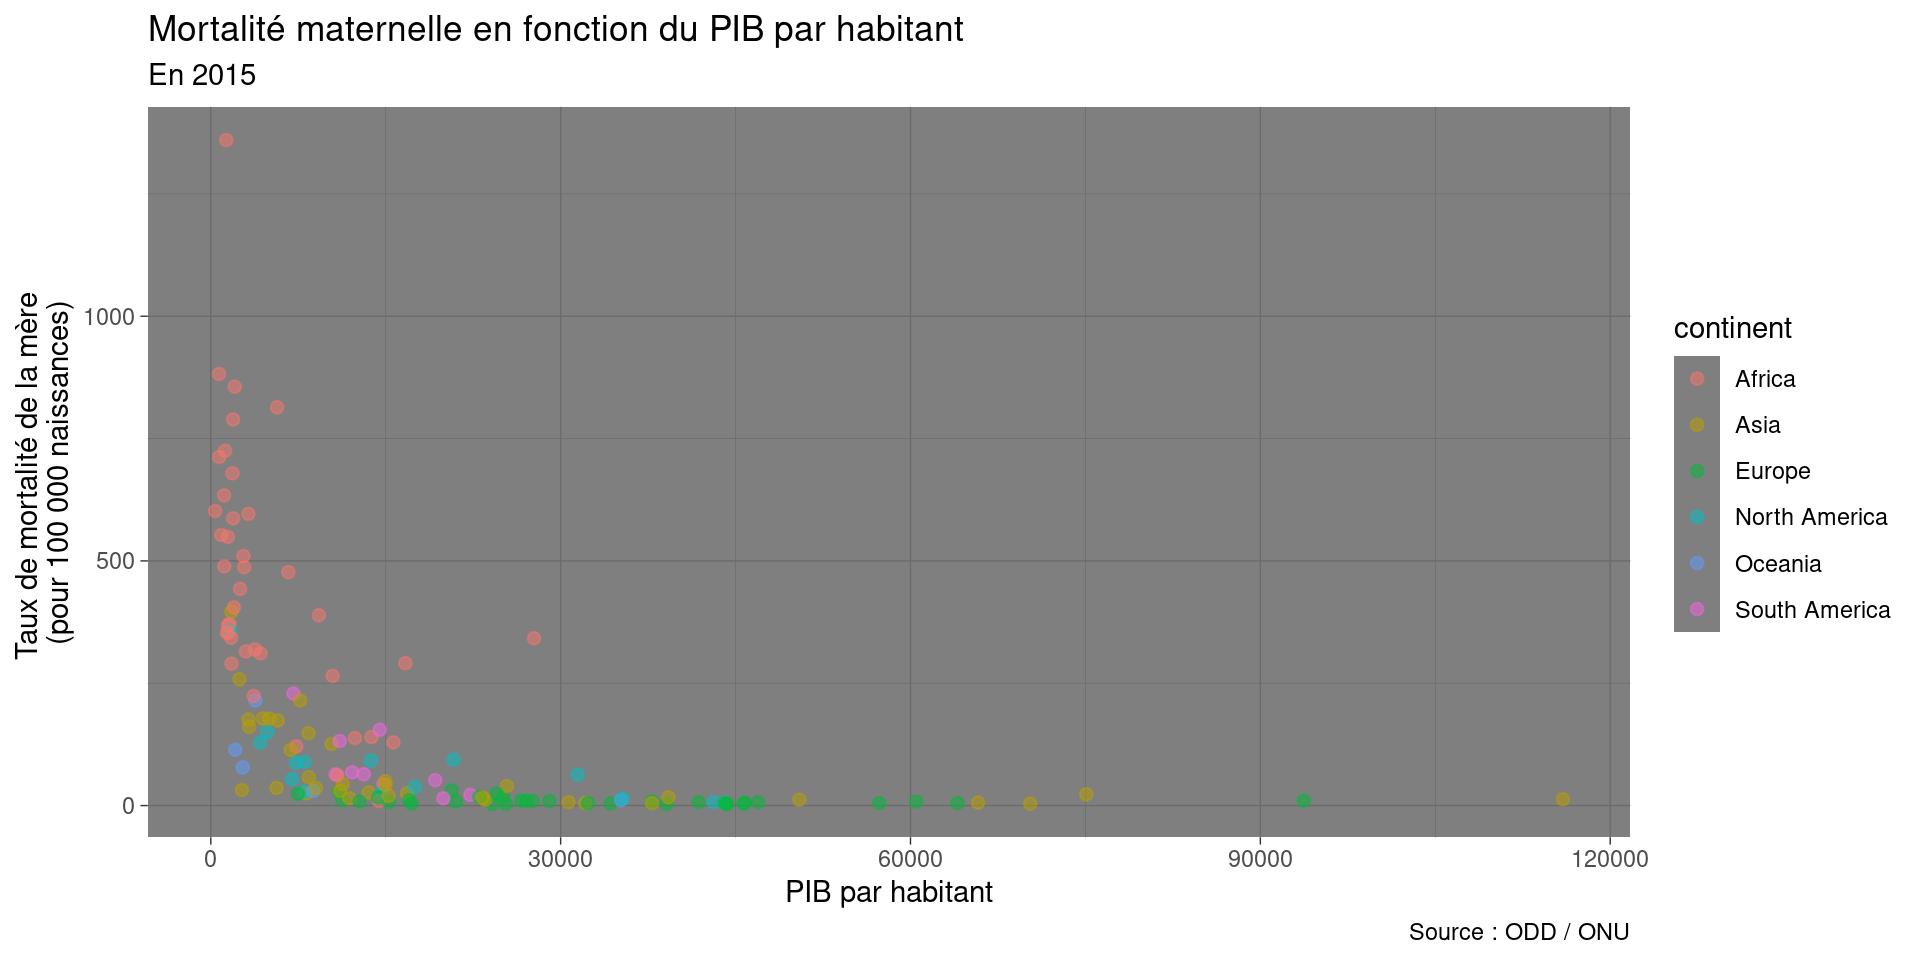 Mortalité maternelle en fonction du PIB par habitant
En 2015
Taux de mortalité de la mère
(pour 100 000 naissances)
1000
500
0
0
30000
60000
90000
120000
PIB par habitant
continent
Africa
Asia
Europe
North America
Oceania
South America
Source : ODD / ONU